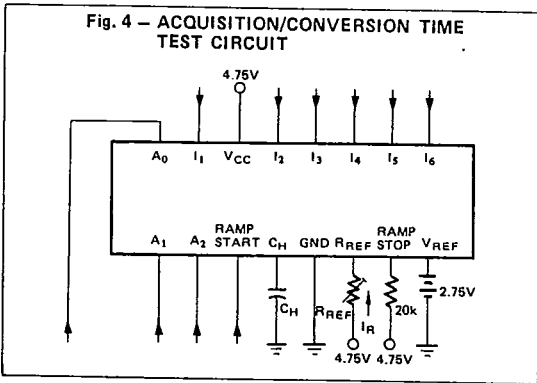 Fig. 4 – ACQUISITION/CONVERSION TIME
TEST CIRCUIT
4.75V
A0 I1 VCC I2 I3 I4 I5 I6
RAMP RAMP
A1 A2 START CH GND RREF STOP VREF
CH RREF IR 20k 2.75V
4.75V 4.75V